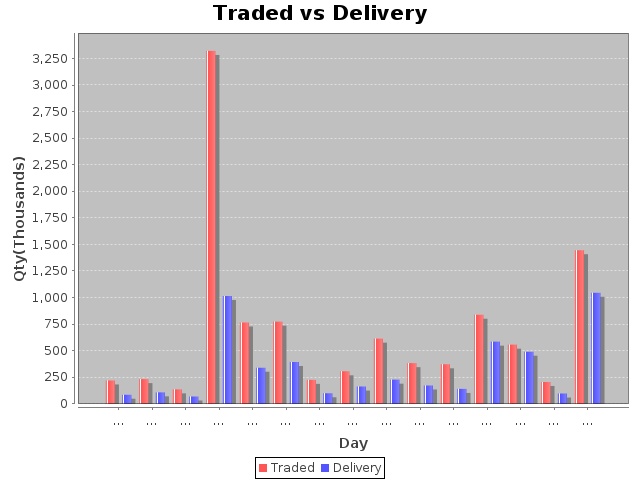 Traded vs Delivery
Qty(Thousands)
3,250
3,000
2,750
2,500
2,250
2,000
1,750
1,500
1,250
1,000
750
500
250
0
... ... ... ... ... ... ... ... ... ... ... ... ... ... ...
Day
Traded Delivery